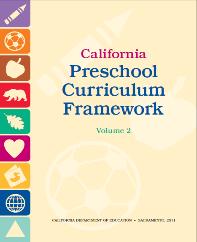 California
Preschool
Curriculum
Framework
Volume 2
CALIFORNIA DEPARTMENT OF EDUCATION • SACRAMENTO, 2011